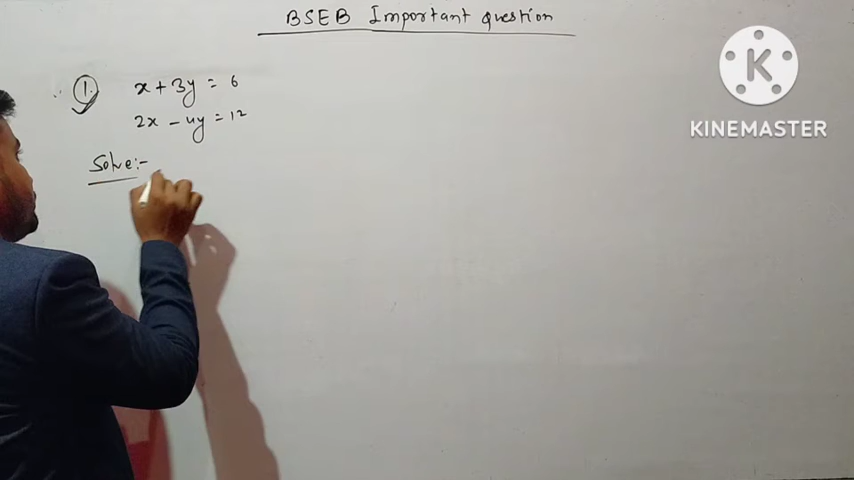 BSEB Important question
① x + 3y = 6
2x - 4y = 12
Solve:-
K
KINEMASTER